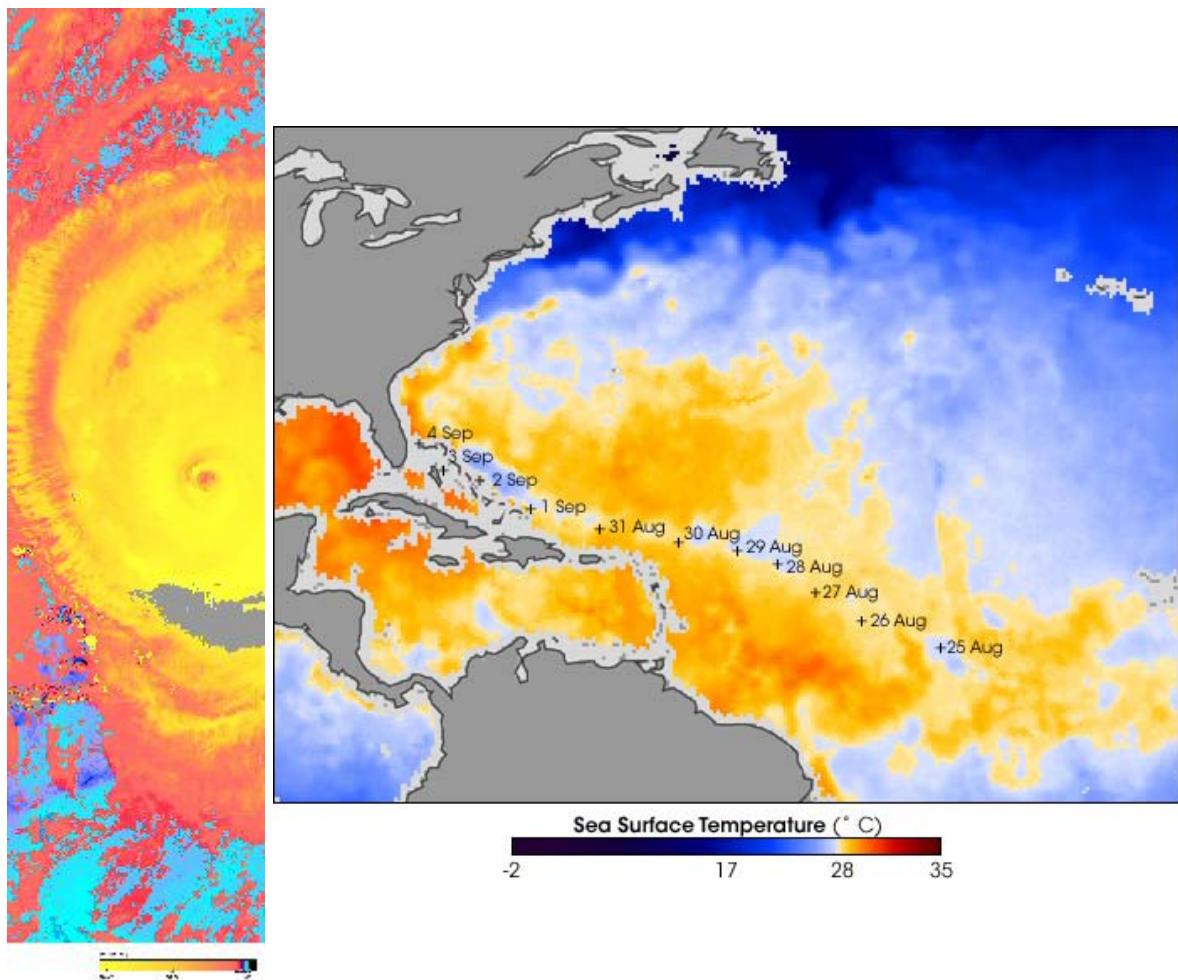 4 Sep
3 Sep
2 Sep
1 Sep
31 Aug
30 Aug
29 Aug
28 Aug
27 Aug
26 Aug
25 Aug
Sea Surface Temperature (° C)
-2 17 28 35